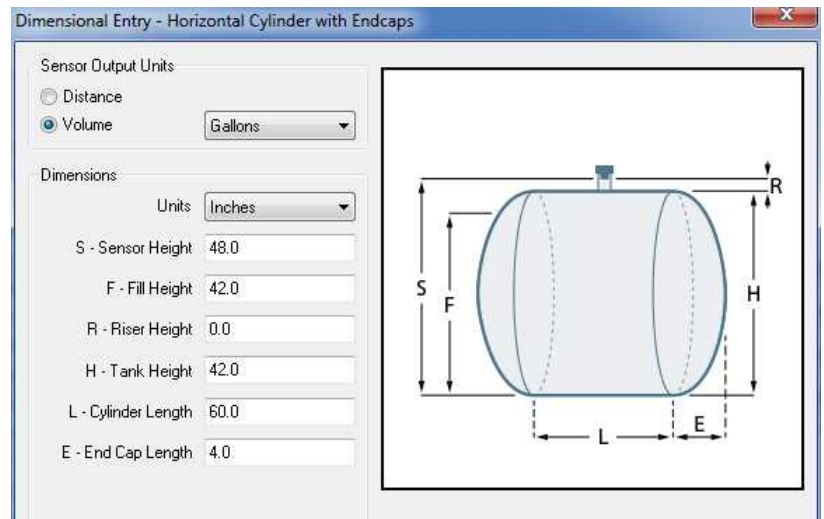 Dimensional Entry - Horizontal Cylinder with Endcaps
Sensor Output Units
Distance
Volume Gallons
Dimensions
Units Inches
S - Sensor Height 48.0
F - Fill Height 42.0
R - Riser Height 0.0
H - Tank Height 42.0
L - Cylinder Length 60.0
E - End Cap Length 4.0
R
S
F
H
L
E